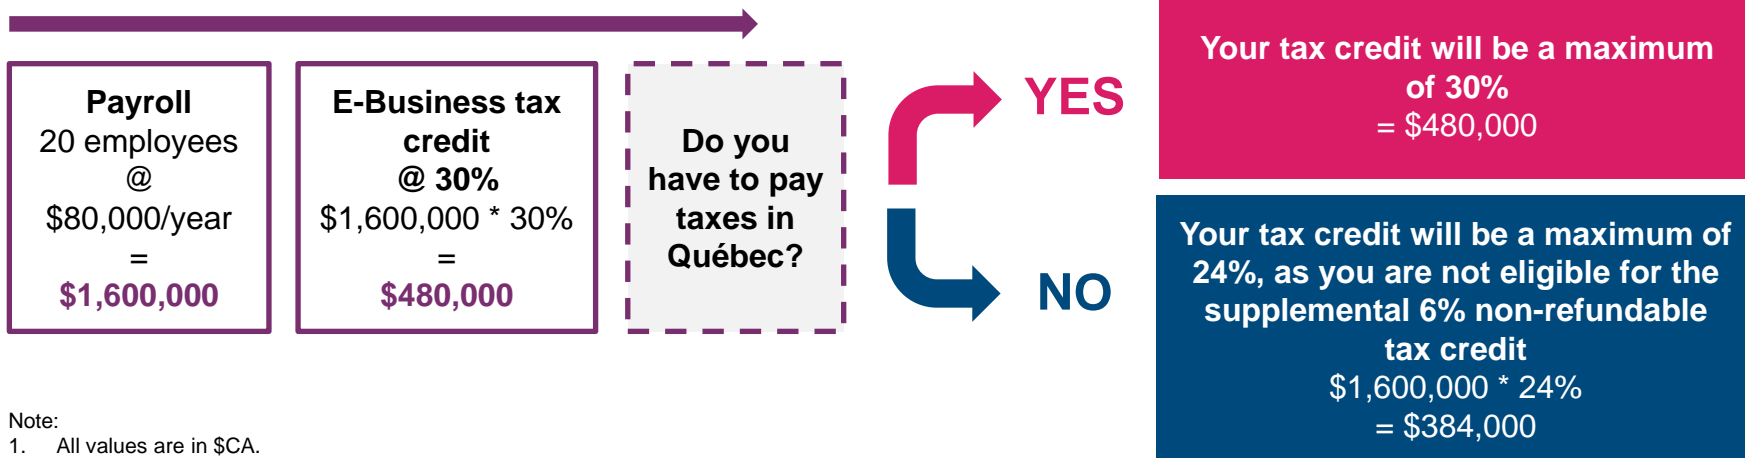 Payroll
20 employees
@
$80,000/year
=
$1,600,000
E-Business tax
credit
@ 30%
$1,600,000 * 30%
=
$480,000
Do you
have to pay
taxes in
Québec?
YES
NO
Your tax credit will be a maximum
of 30%
= $480,000
Your tax credit will be a maximum of
24%, as you are not eligible for the
supplemental 6% non-refundable
tax credit
$1,600,000 * 24%
= $384,000
Note:
1. All values are in $CA.